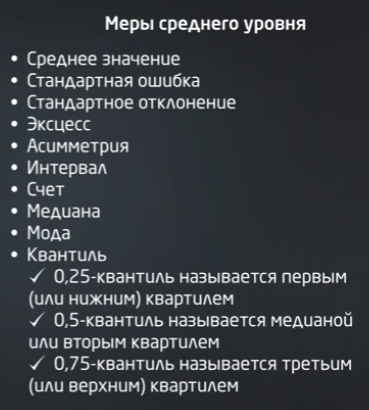 Меры среднего уровня
• Среднее значение
• Стандартная ошибка
• Стандартное отклонение
• Эксцесс
• Асимметрия
• Интервал
• Счет
• Медиана
• Мода
• Квантиль
✓ 0,25-квантиль называется первым
(или нижним) квартилем
✓ 0,5-квантиль называется медианой
или вторым квартилем
✓ 0,75-квантиль называется третьим
(или верхним) квартилем